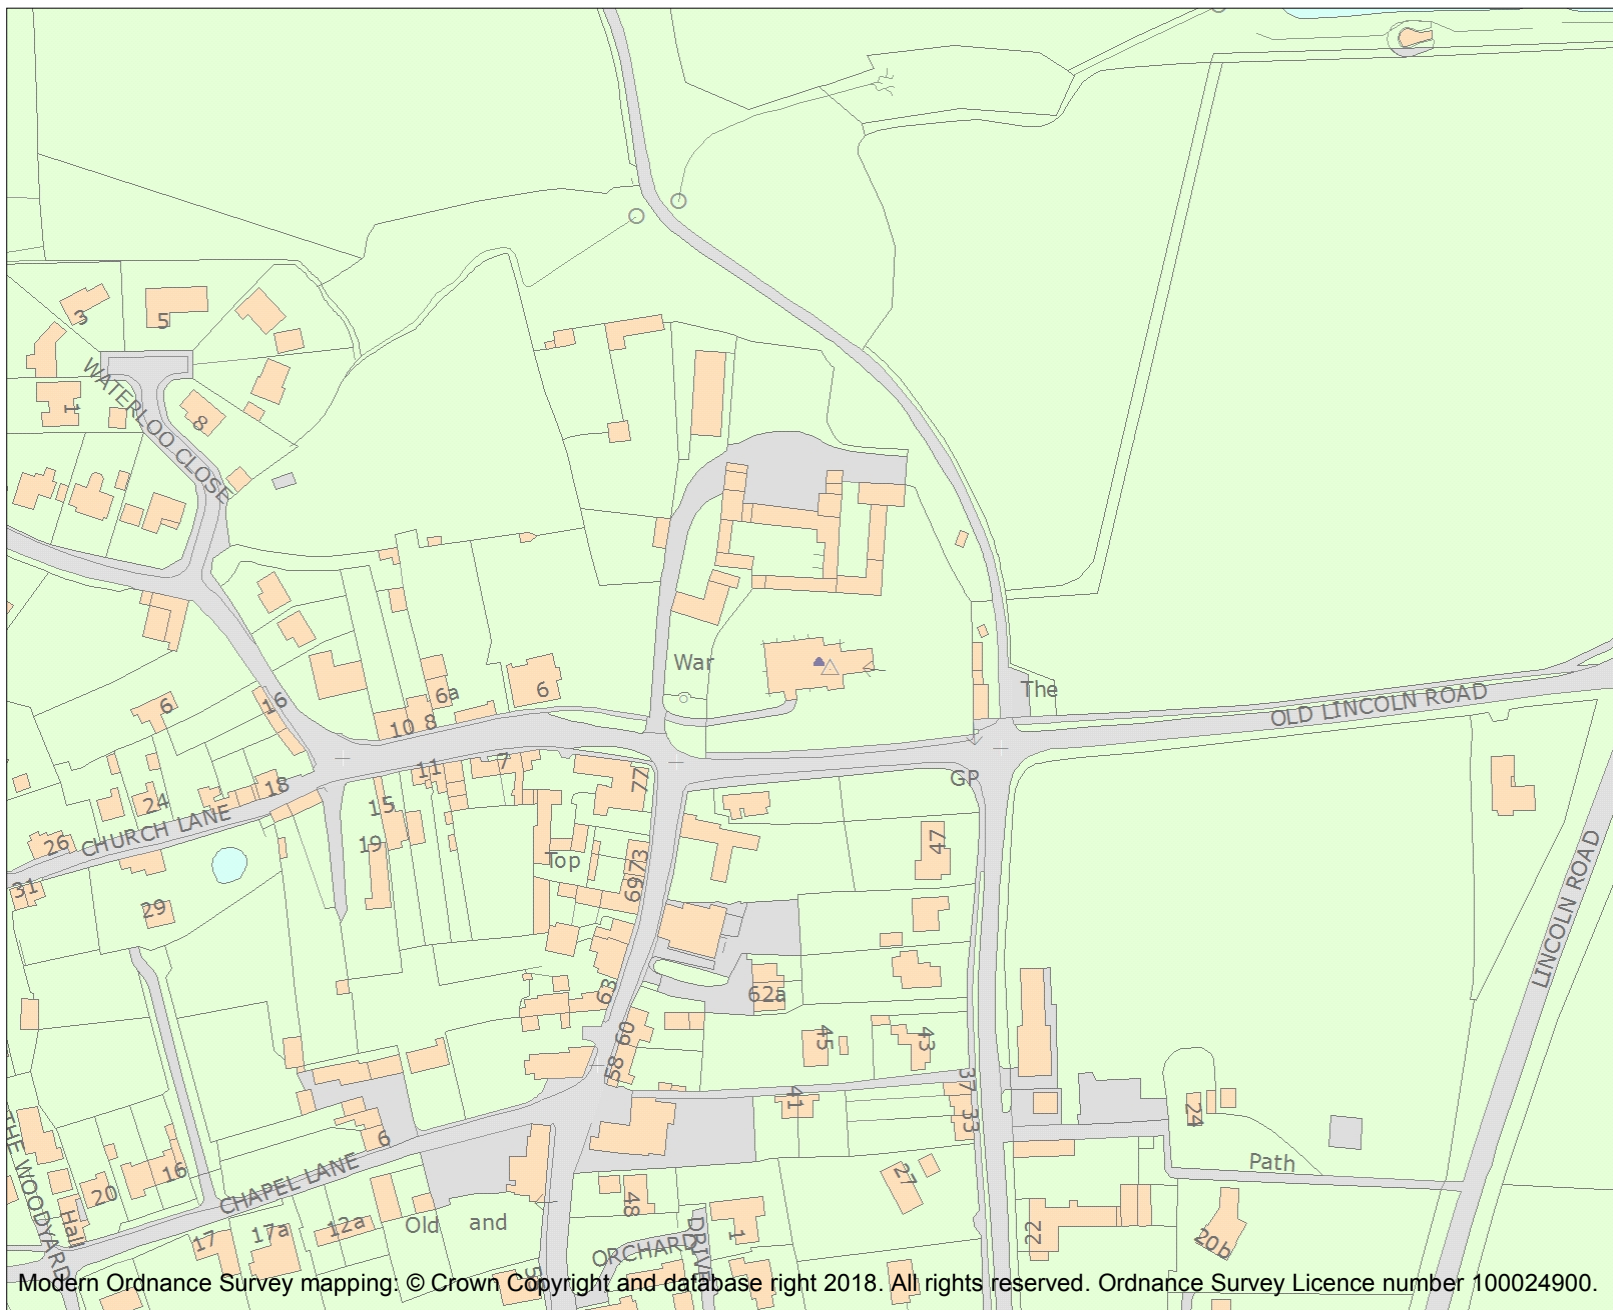 3
5
1
8
WATERLOO CLOSE
War
6
16
6a
6
10
8
The
OLD LINCOLN ROAD
GP
11
7
77
18
15
24
CHURCH LANE
19
26
47
Top
73
69
31
29
LINCOLN ROAD
63
62a
60
45
43
58
41
37
33
24
6
Path
THE WOODYARD
16
20
CHAPEL LANE
27
Hall
17
17a
12a
Old
and
48
1
ORCHARD
DRIVE
22
20b
Modern Ordnance Survey mapping: © Crown Copyright and database right 2018. All rights reserved. Ordnance Survey Licence number 100024900.